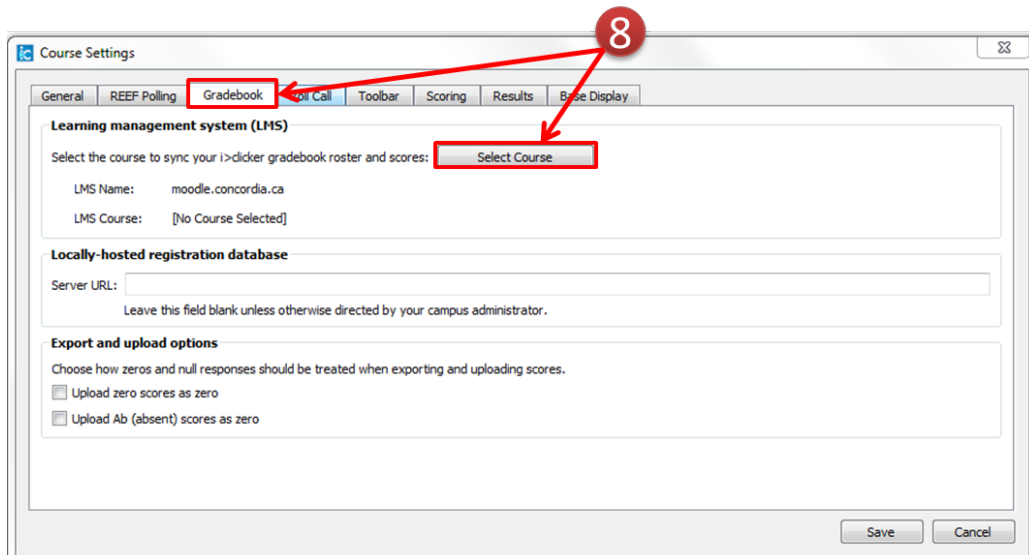 8
ic Course Settings
General REEF Polling Gradebook Roll Call Toolbar Scoring Results Base Display
Learning management system (LMS)
Select the course to sync your i>clicker gradebook roster and scores: Select Course
LMS Name: moodle.concordia.ca
LMS Course: [No Course Selected]
Locally-hosted registration database
Server URL:
Leave this field blank unless otherwise directed by your campus administrator.
Export and upload options
Choose how zeros and null responses should be treated when exporting and uploading scores.
Upload zero scores as zero
Upload Ab (absent) scores as zero
Save Cancel